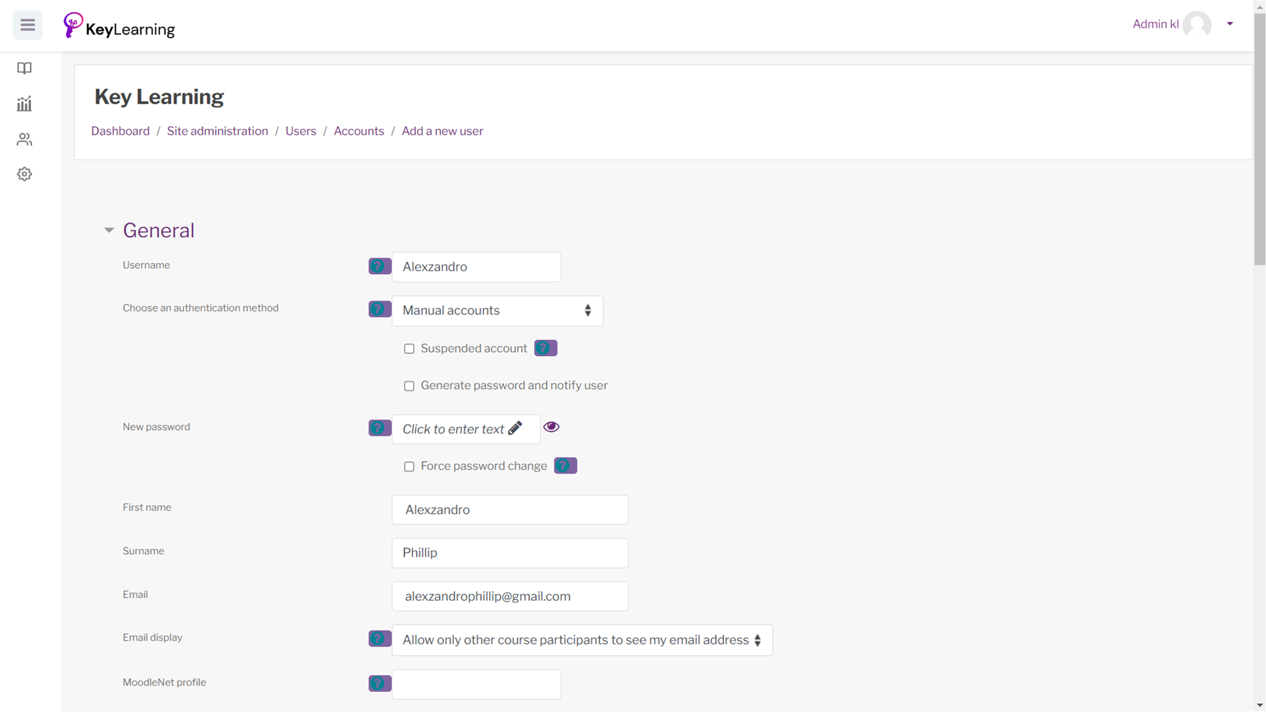 KeyLearning
Admin kl
Key Learning
Dashboard / Site administration / Users / Accounts / Add a new user
General
Username ? Alexzandro
Choose an authentication method ? Manual accounts
Suspended account ?
Generate password and notify user
New password ? Click to enter text
Force password change ?
First name Alexzandro
Surname Phillip
Email alexzandrophillip@gmail.com
Email display ? Allow only other course participants to see my email address
MoodleNet profile ?